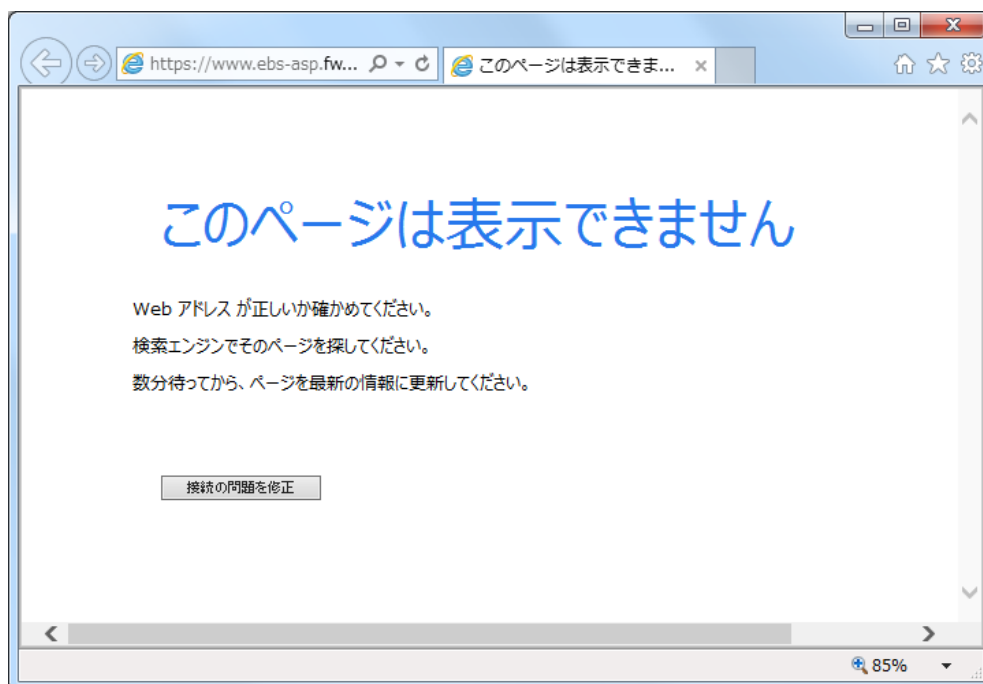 https://www.ebs-asp.fw...
このページは表示できま...
このページは表示できません
Web アドレス が正しいか確かめてください。
検索エンジンでそのページを探してください。
数分待ってから、ページを最新の情報に更新してください。
接続の問題を修正
85%